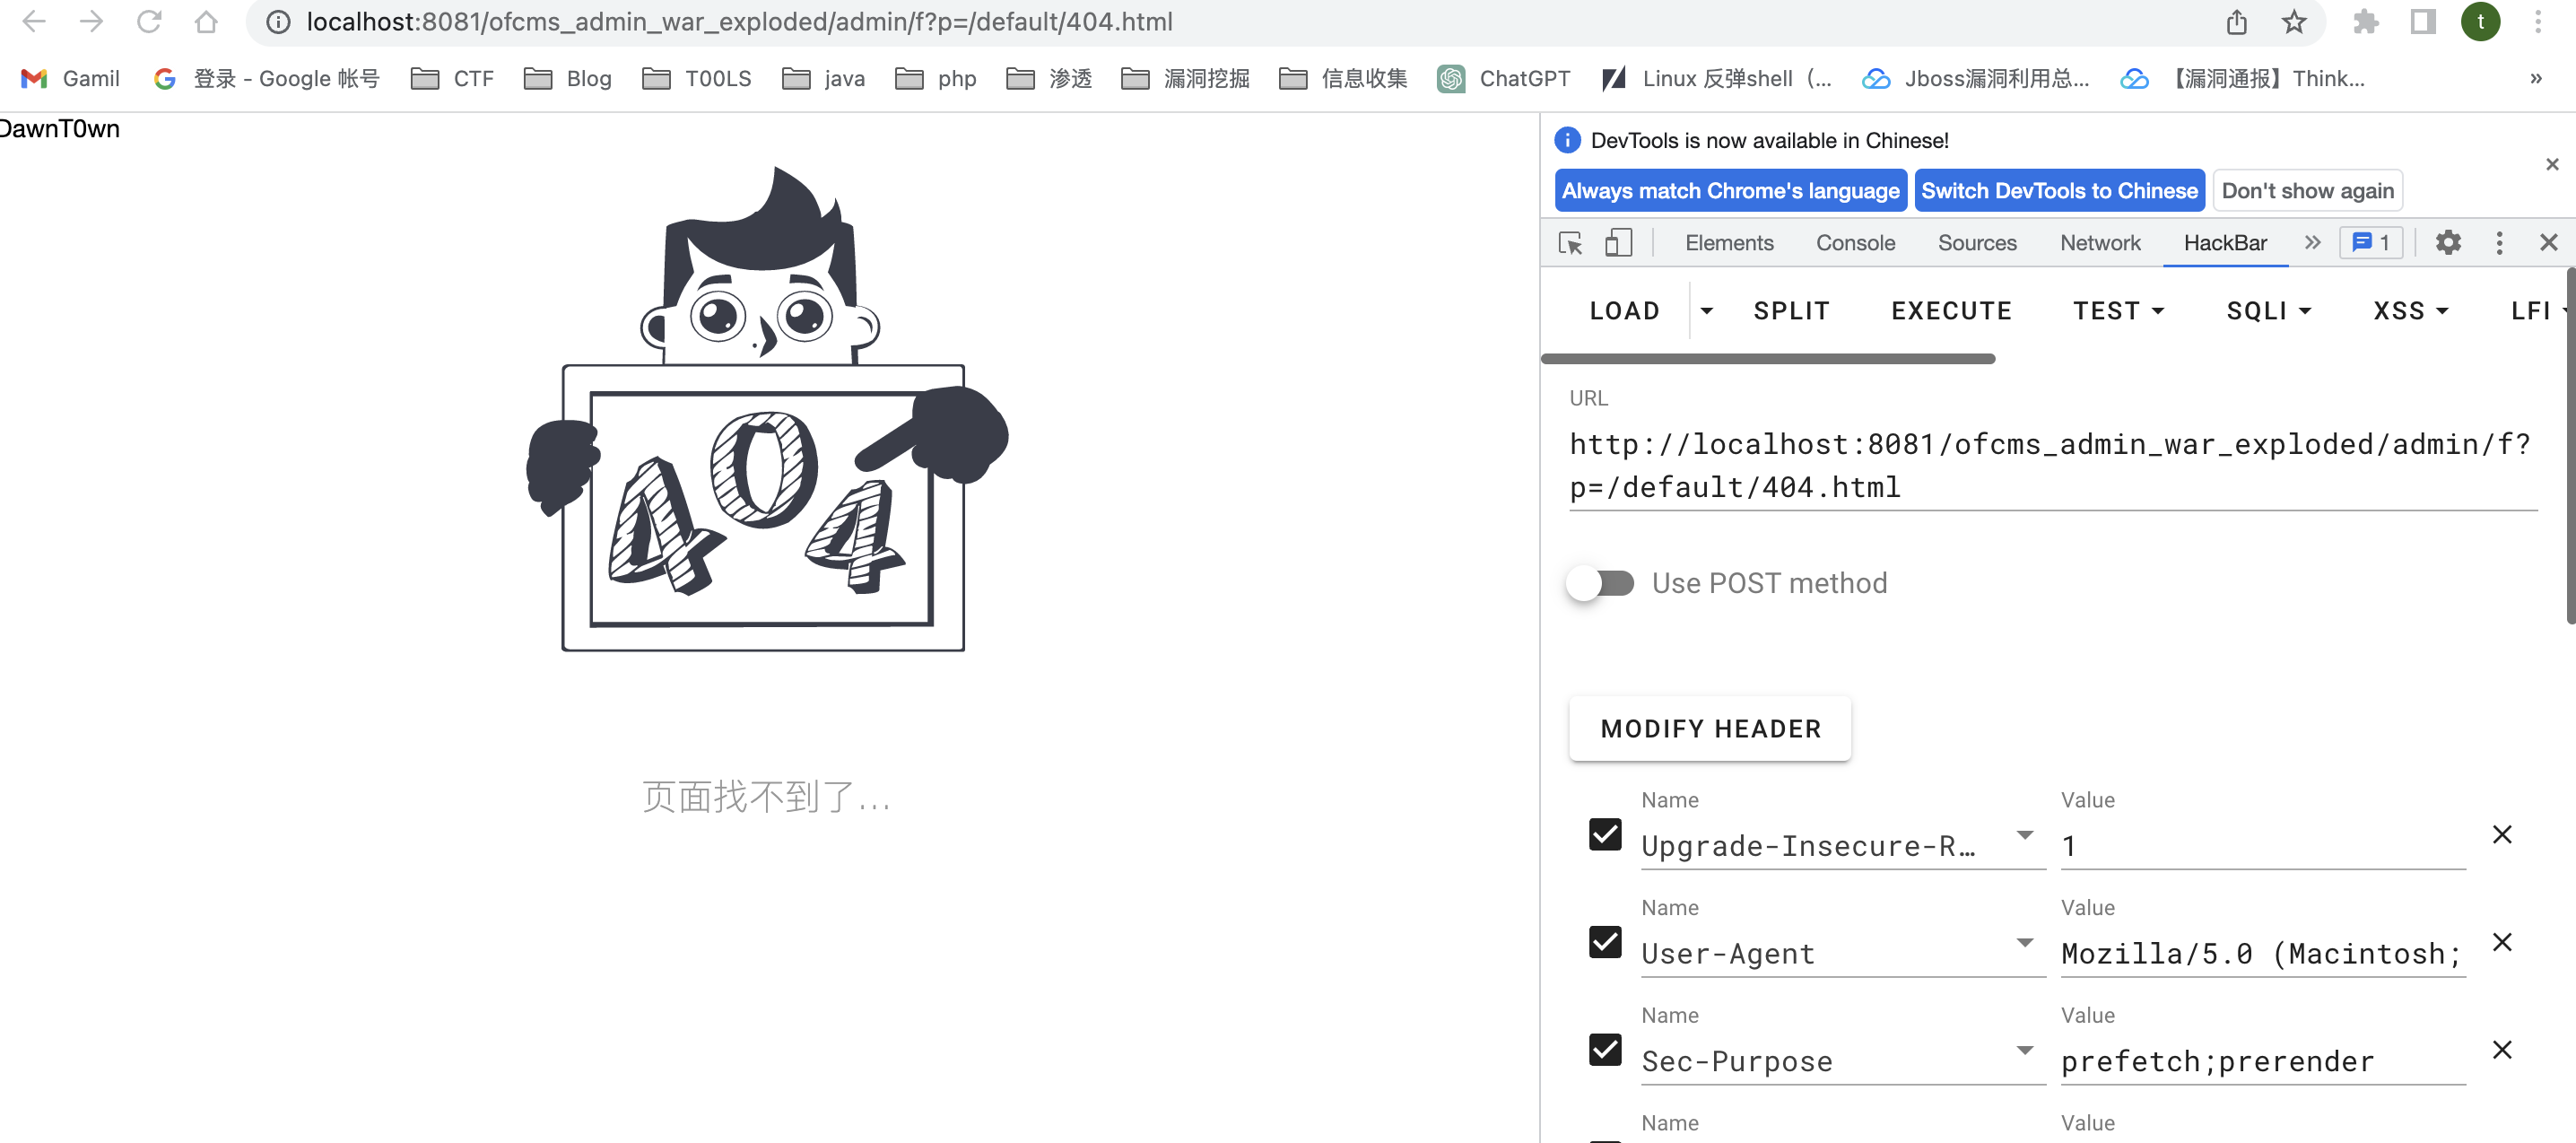 localhost:8081/ofcms_admin_war_exploded/admin/f?p=/default/404.html
t
Gamil
登录 - Google 帐号
CTF
Blog
T00LS
java
php
渗透
漏洞挖掘
信息收集
ChatGPT
Linux 反弹shell（...
Jboss漏洞利用总...
【漏洞通报】Think...
»
DawnT0wn
404
页面找不到了...
DevTools is now available in Chinese!
Always match Chrome's language
Switch DevTools to Chinese
Don't show again
Elements
Console
Sources
Network
HackBar
1
LOAD
SPLIT
EXECUTE
TEST
SQLI
XSS
LFI
URL
http://localhost:8081/ofcms_admin_war_exploded/admin/f?
p=/default/404.html
Use POST method
MODIFY HEADER
Name
Value
Upgrade-Insecure-R...
1
Name
Value
User-Agent
Mozilla/5.0 (Macintosh;
Name
Value
Sec-Purpose
prefetch;prerender
Name
Value